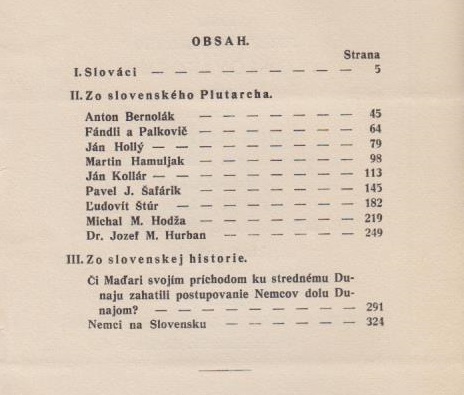 OBSAH.
Strana
I. Slováci — — — — — — — — 5
II. Zo slovenského Plutarcha.
Anton Bernolák — — — — — — 45
Fándli a Palkovič — — — — — — 64
Ján Hollý — — — — — — — — 79
Martin Hamuljak — — — — — — 98
Ján Kollár — — — — — — — 113
Pavel J. Šafárik — — — — — — 145
Ľudovít Štúr — — — — — — — 182
Michal M. Hodža — — — — — — 219
Dr. Jozef M. Hurban — — — — — 249
III. Zo slovenskej historie.
Či Maďari svojím príchodom ku strednému Du-
naju zahatili postupovanie Nemcov dolu Du-
najom? — — — — — — — — 291
Nemci na Slovensku — — — — — — 324